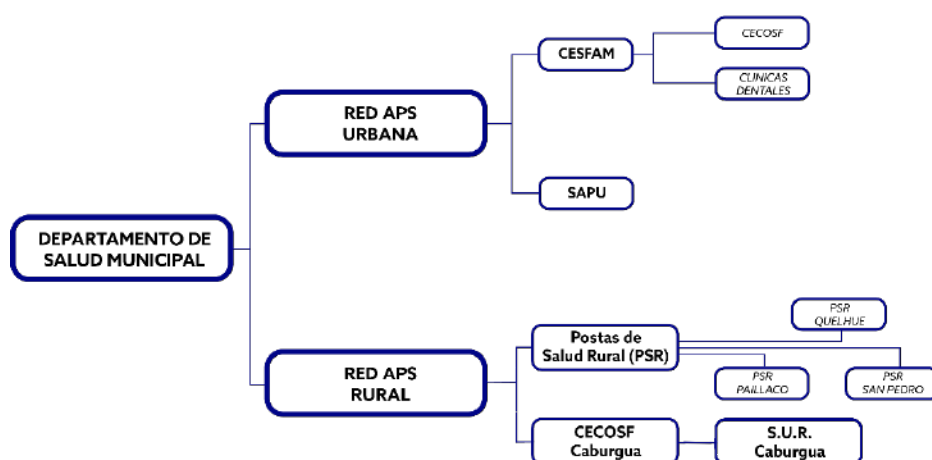 CECOSF
CESFAM
CLINICAS
DENTALES
RED APS
URBANA
SAPU
DEPARTAMENTO DE
SALUD MUNICIPAL
PSR
QUELHUE
Postas de
Salud Rural (PSR)
PSR
PAILLACO
PSR
SAN PEDRO
RED APS
RURAL
CECOSF
Caburgua
S.U.R.
Caburgua